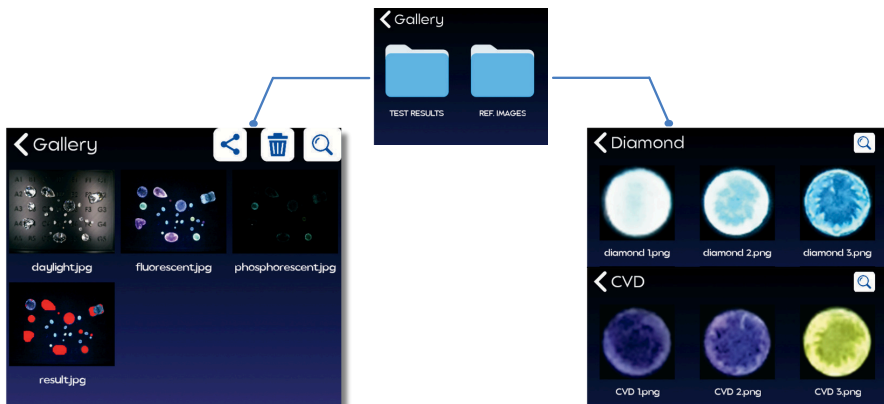 Gallery
TEST RESULTS
REF. IMAGES
Gallery
daylight.jpg
fluorescent.jpg
phosphorescent.jpg
result.jpg
Diamond
diamond 1.png
diamond 2.png
diamond 3.png
CVD
CVD 1.png
CVD 2.png
CVD 3.png